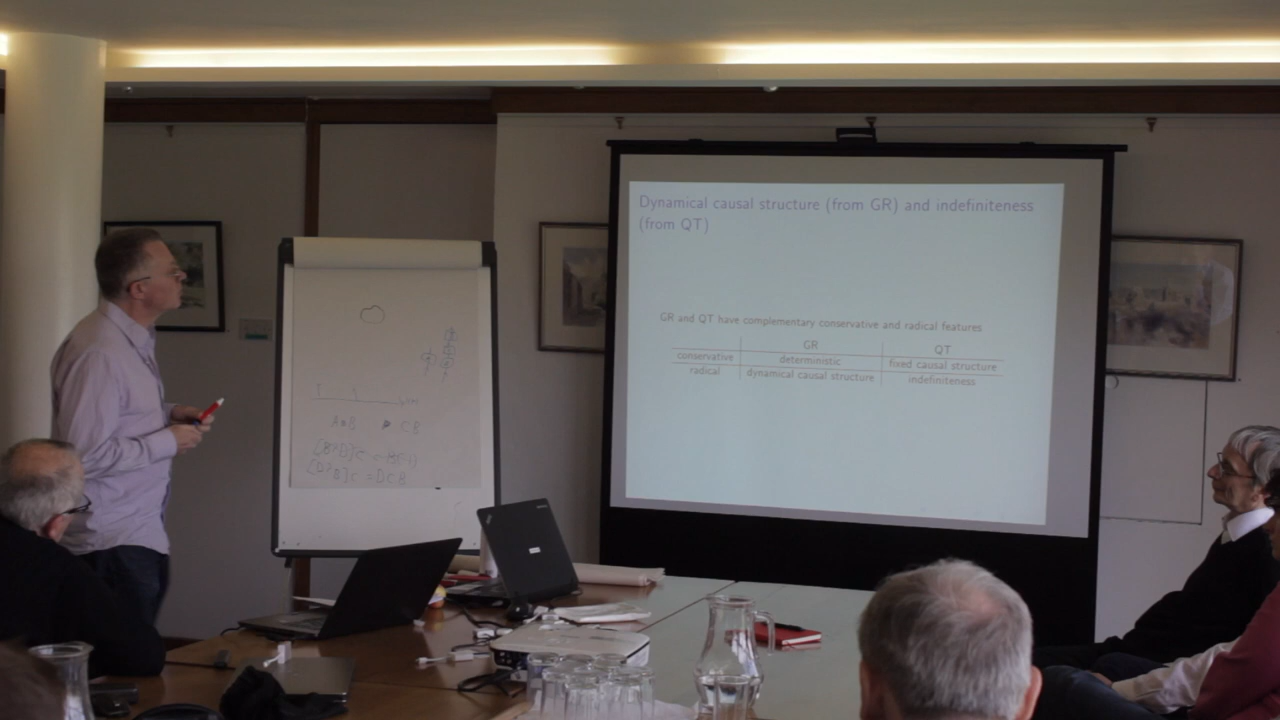 Dynamical causal structure (from GR) and indefiniteness
(from QT)
GR and QT have complementary conservative and radical features
GR QT
conservative deterministic fixed causal structure
radical dynamical causal structure indefiniteness